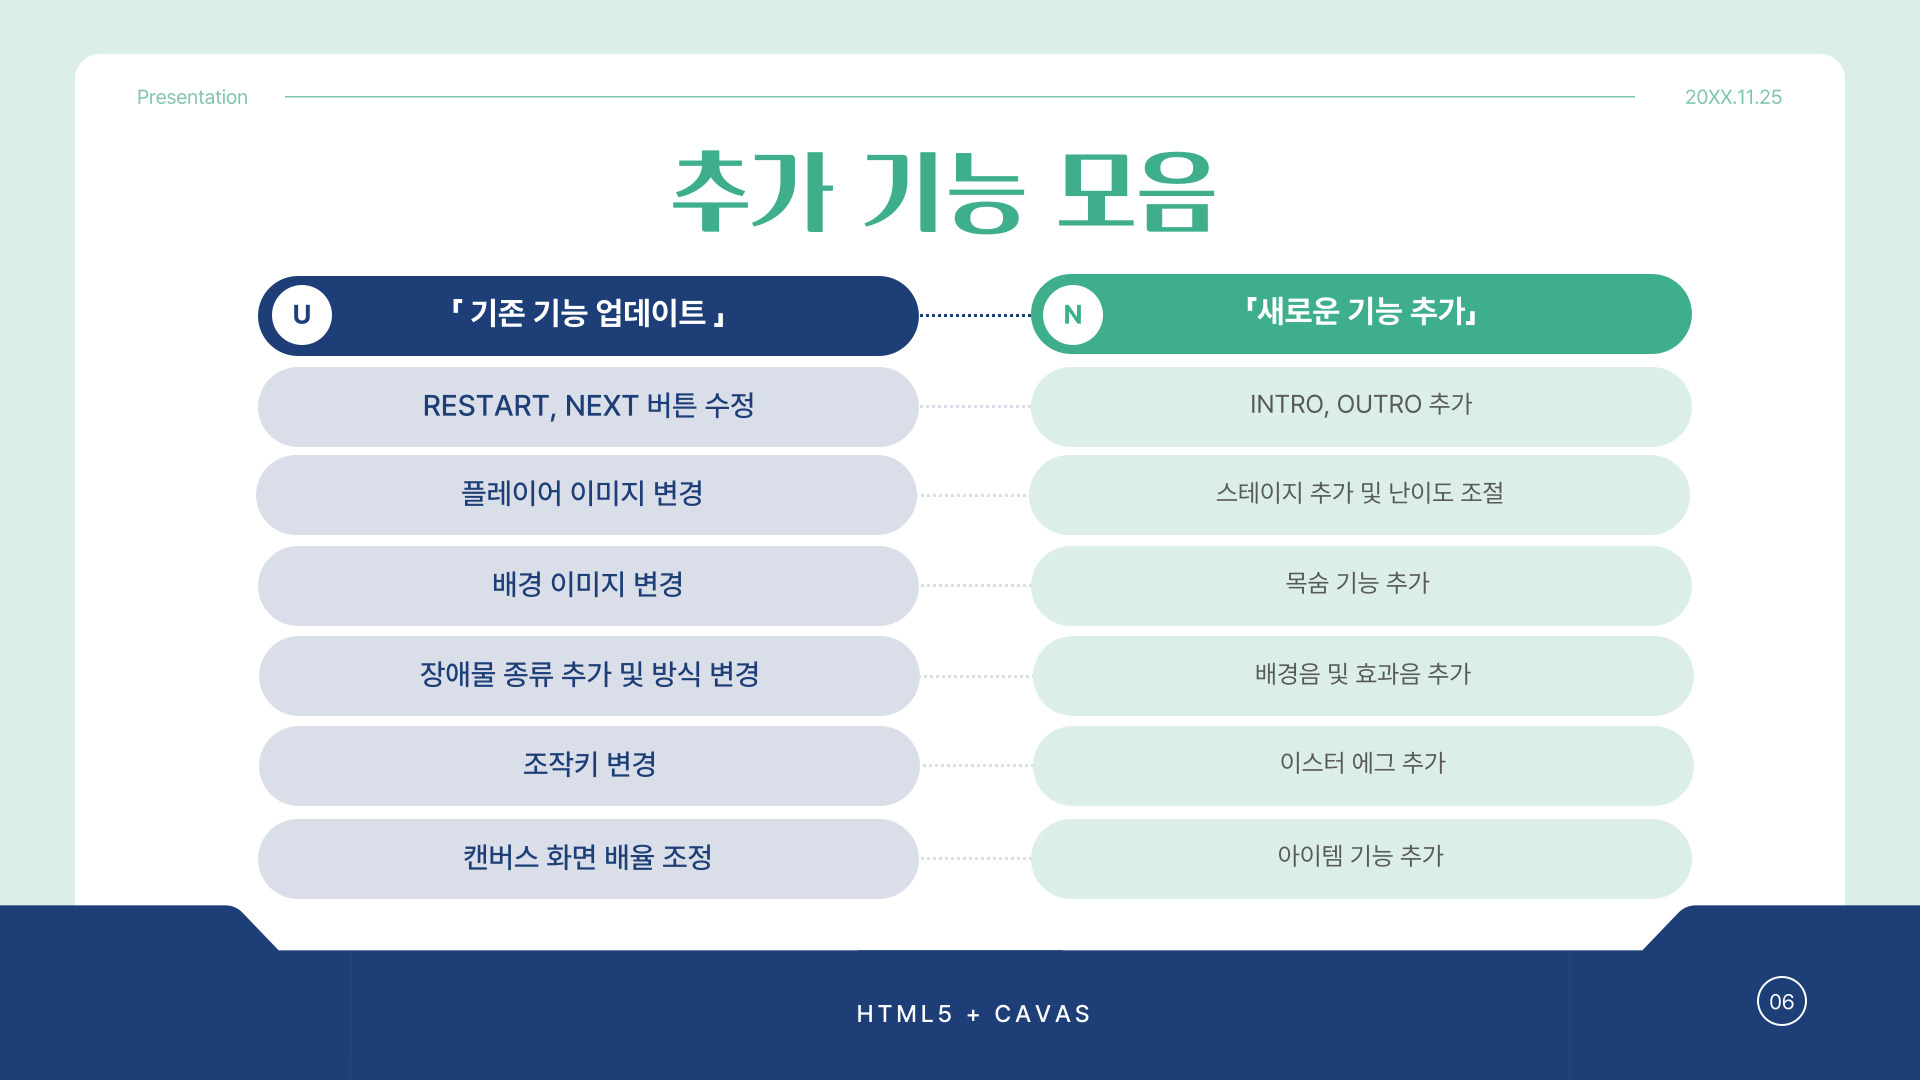 Presentation
20XX.11.25
추가 기능 모음
U
『 기존 기능 업데이트 』
N
『새로운 기능 추가』
RESTART, NEXT 버튼 수정
INTRO, OUTRO 추가
플레이어 이미지 변경
스테이지 추가 및 난이도 조절
배경 이미지 변경
목숨 기능 추가
장애물 종류 추가 및 방식 변경
배경음 및 효과음 추가
조작키 변경
이스터 에그 추가
캔버스 화면 배율 조정
아이템 기능 추가
HTML5 + CAVAS
06